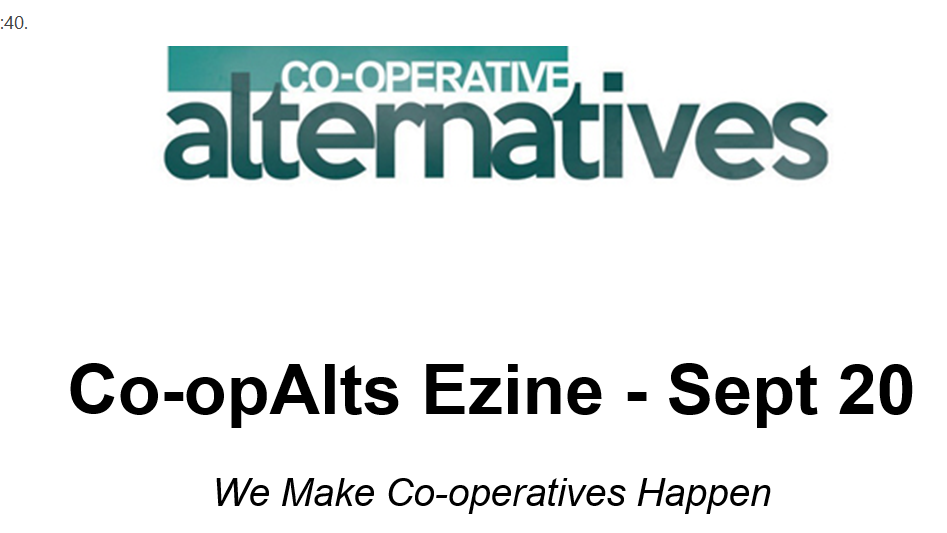 :40.
CO-OPERATIVE
alternatives
Co-opAlts Ezine - Sept 20
We Make Co-operatives Happen